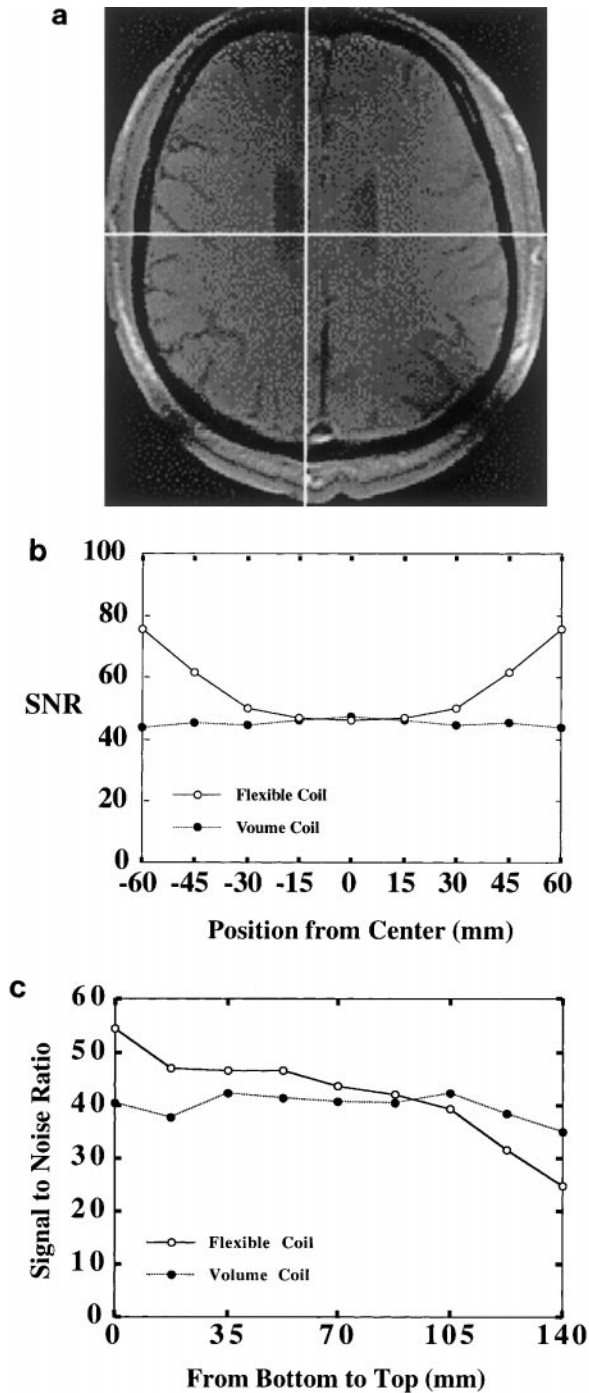 a
b
100
80
60
40
20
0
SNR
Flexible Coil
Voume Coil
-60 -45 -30 -15 0 15 30 45 60
Position from Center (mm)
c
60
50
40
30
20
10
0
Signal to Noise Ratio
Flexible Coil
Volume Coil
0 35 70 105 140
From Bottom to Top (mm)